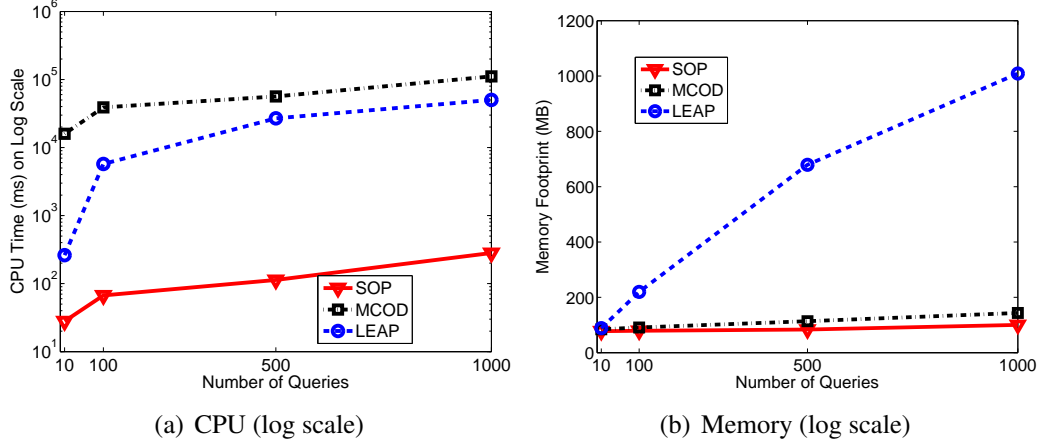 10^6
10^5
10^4
10^3
10^2
10^1
CPU Time (ms) on Log Scale
SOP
MCOD
LEAP
10 100 500 1000
Number of Queries
(a) CPU (log scale)
1200
1000
800
600
400
200
0
Memory Footprint (MB)
SOP
MCOD
LEAP
10 100 500 1000
Number of Queries
(b) Memory (log scale)